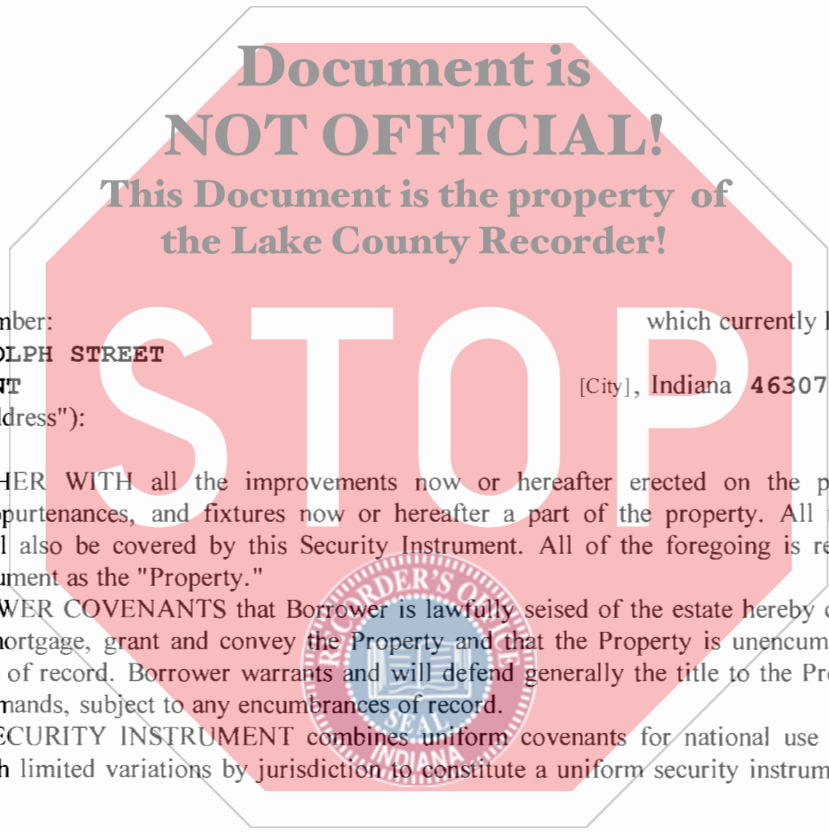 Document is
NOT OFFICIAL!
This Document is the property of
the Lake County Recorder!
STOP
mber: which currently h
OLPH STREET
NT [City], Indiana 46307
ddress"):
HER WITH all the improvements now or hereafter erected on the p
ppurtenances, and fixtures now or hereafter a part of the property. All
l also be covered by this Security Instrument. All of the foregoing is re
ument as the "Property."
WER COVENANTS that Borrower is lawfully seised of the estate hereby c
mortgage, grant and convey the Property and that the Property is unencum
of record. Borrower warrants and will defend generally the title to the Pro
mands, subject to any encumbrances of record.
ECURITY INSTRUMENT combines uniform covenants for national use
h limited variations by jurisdiction to constitute a uniform security instrum
RECORDER'S OFFICE
SEAL
INDIANA